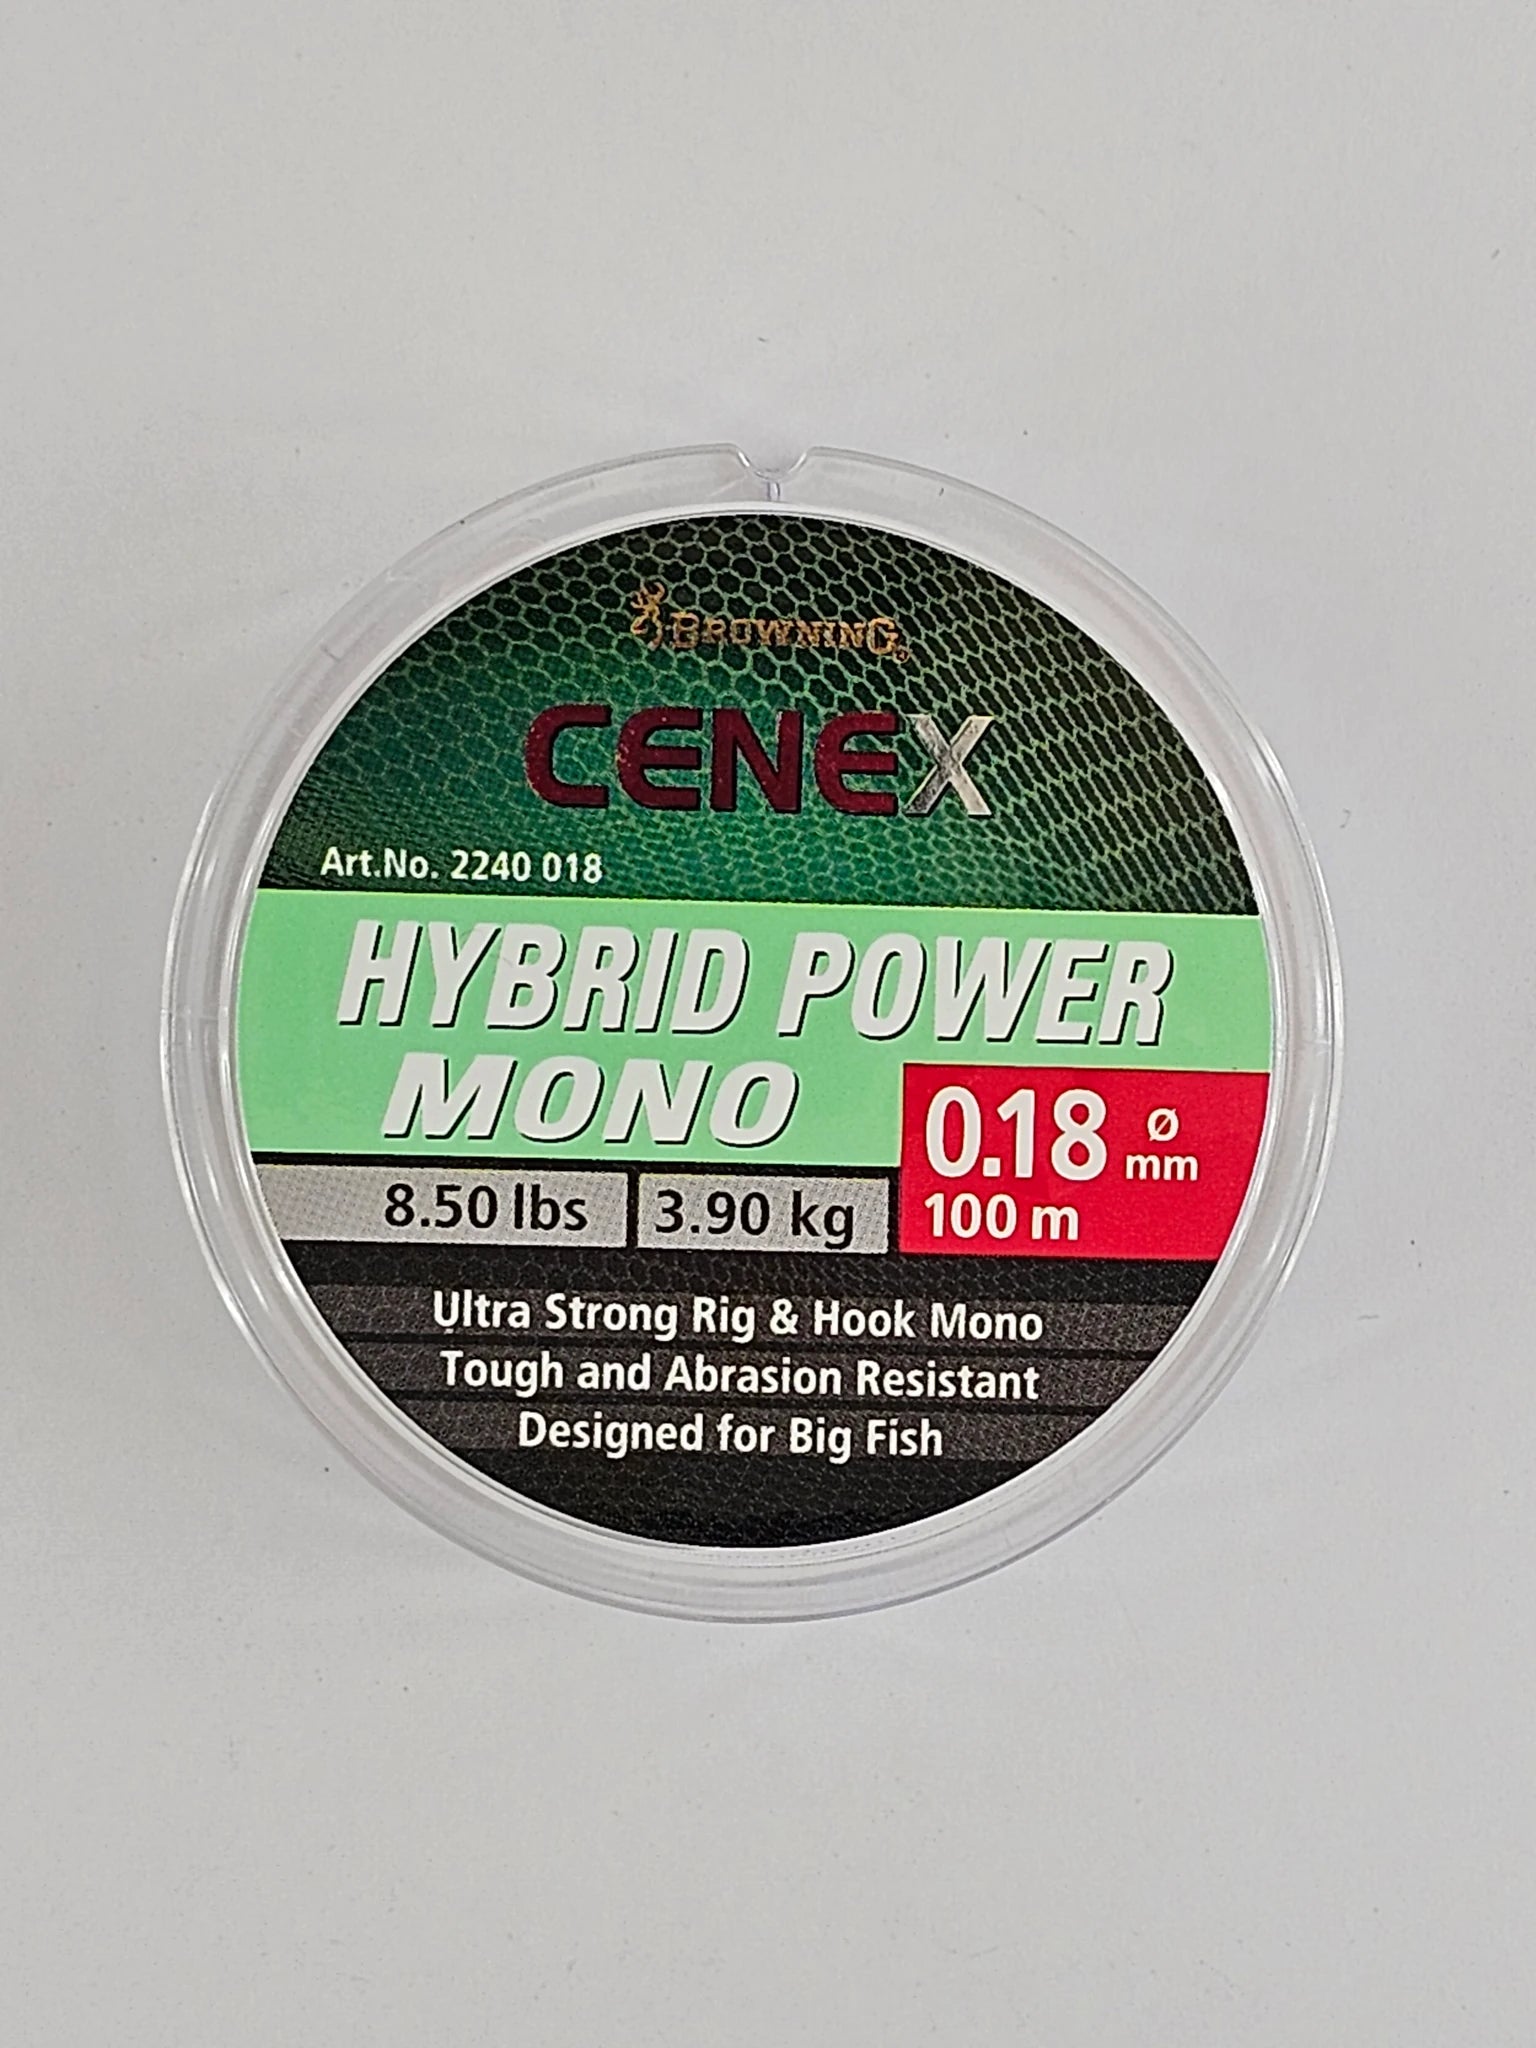 BROWNING
CENEX
Art.No. 2240 018
HYBRID POWER
MONO
0.18 ø mm
100 m
8.50 lbs 3.90 kg
Ultra Strong Rig & Hook Mono
Tough and Abrasion Resistant
Designed for Big Fish